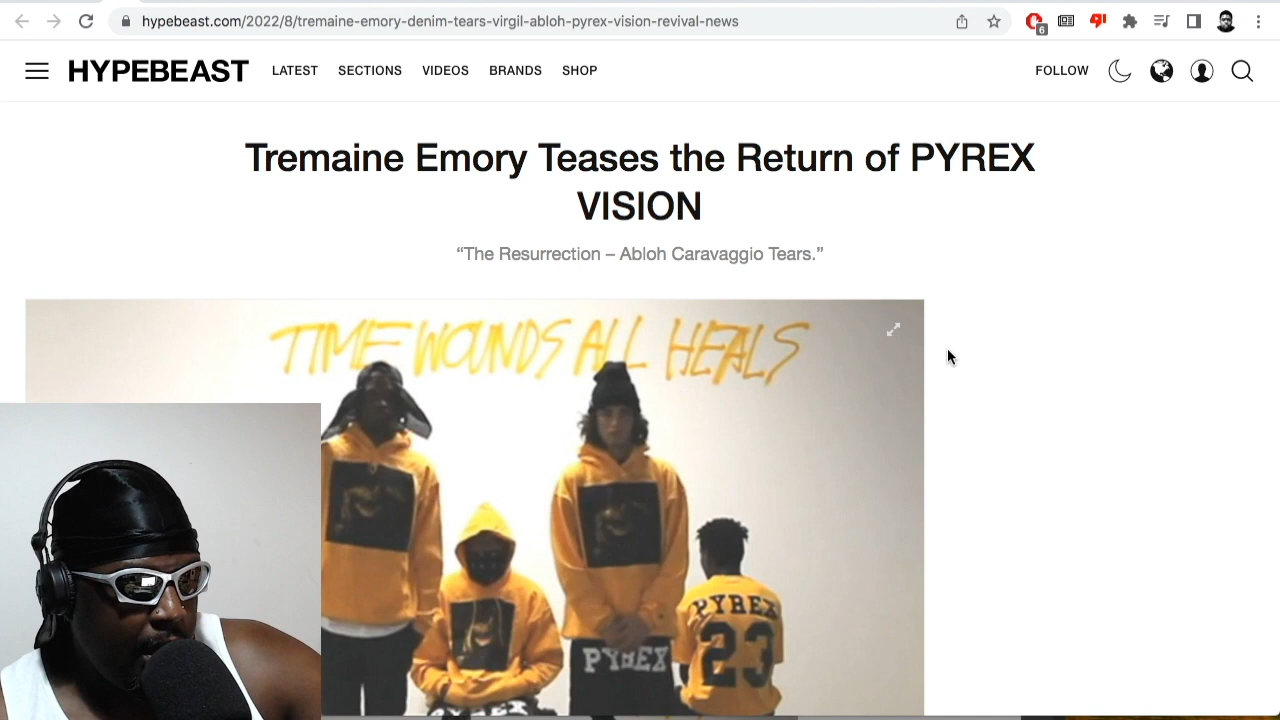 hypebeast.com/2022/8/tremaine-emory-denim-tears-virgil-abloh-pyrex-vision-revival-news
6
HYPEBEAST LATEST SECTIONS VIDEOS BRANDS SHOP FOLLOW
Tremaine Emory Teases the Return of PYREX
VISION
“The Resurrection – Abloh Caravaggio Tears.”
TIME WOUNDS ALL HEALS
PYREX
23
PYREX
PYREX